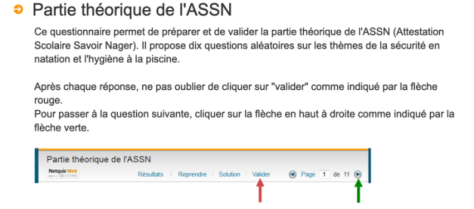 Partie théorique de l'ASSN
Ce questionnaire permet de préparer et de valider la partie théorique de l'ASSN (Attestation
Scolaire Savoir Nager). Il propose dix questions aléatoires sur les thèmes de la sécurité en
natation et l'hygiène à la piscine.
Après chaque réponse, ne pas oublier de cliquer sur "valider" comme indiqué par la flèche
rouge.
Pour passer à la question suivante, cliquer sur la flèche en haut à droite comme indiqué par la
flèche verte.
Partie théorique de l'ASSN
Netquiz Web
Résultats Reprendre Solution Valider Page 1 de 11